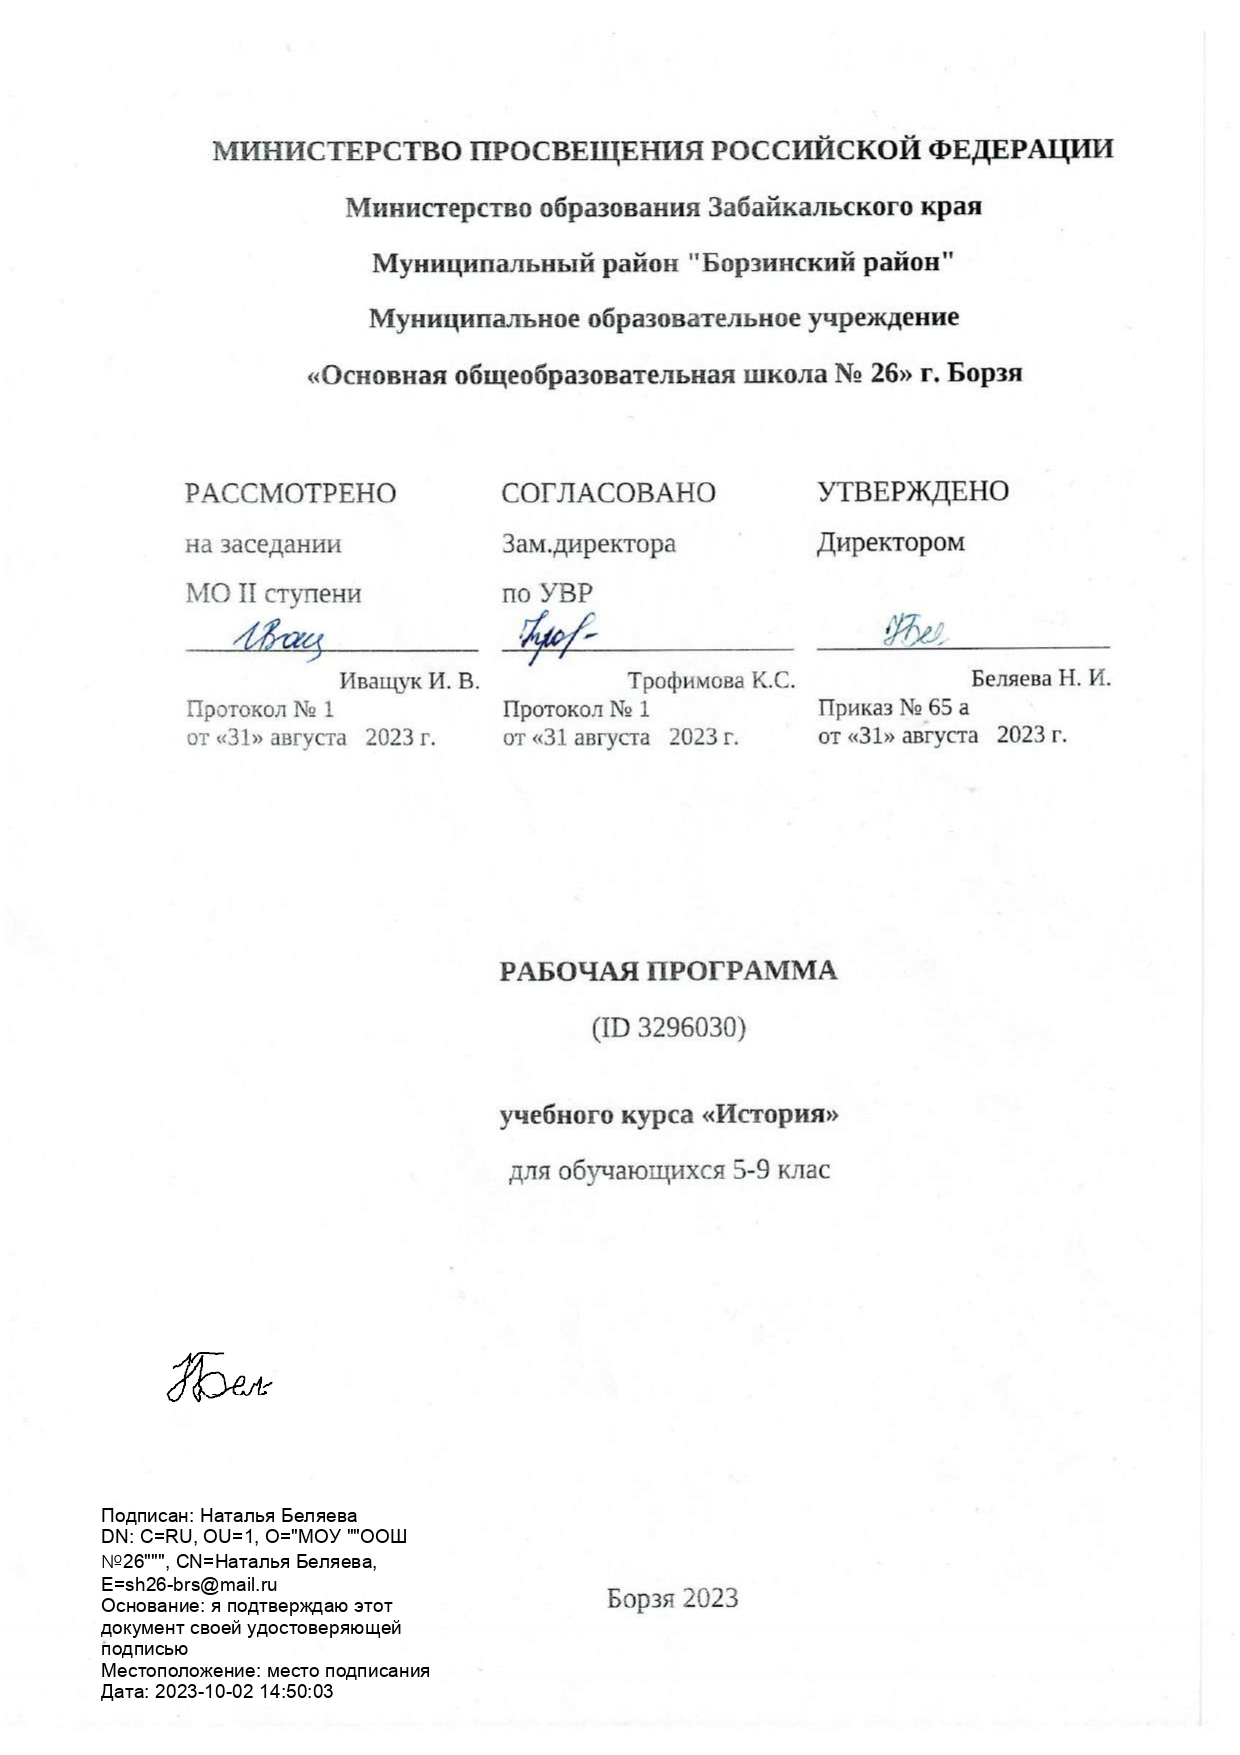 МИНИСТЕРСТВО ПРОСВЕЩЕНИЯ РОССИЙСКОЙ ФЕДЕРАЦИИ
Министерство образования Забайкальского края
Муниципальный район "Борзинский район"
Муниципальное образовательное учреждение
«Основная общеобразовательная школа № 26» г. Борзя
РАССМОТРЕНО
на заседании
МО II ступени
Иващук И. В.
Протокол № 1
от «31» августа 2023 г.
СОГЛАСОВАНО
Зам.директора
по УВР
Трофимова К.С.
Протокол № 1
от «31 августа 2023 г.
УТВЕРЖДЕНО
Директором
Беляева Н. И.
Приказ № 65 а
от «31» августа 2023 г.
РАБОЧАЯ ПРОГРАММА
(ID 3296030)
учебного курса «История»
для обучающихся 5-9 клас
Подписан: Наталья Беляева
DN: C=RU, OU=1, O="МОУ ""ООШ
№26""", CN=Наталья Беляева,
E=sh26-brs@mail.ru
Основание: я подтверждаю этот
документ своей удостоверяющей
подписью
Местоположение: место подписания
Дата: 2023-10-02 14:50:03
Борзя 2023